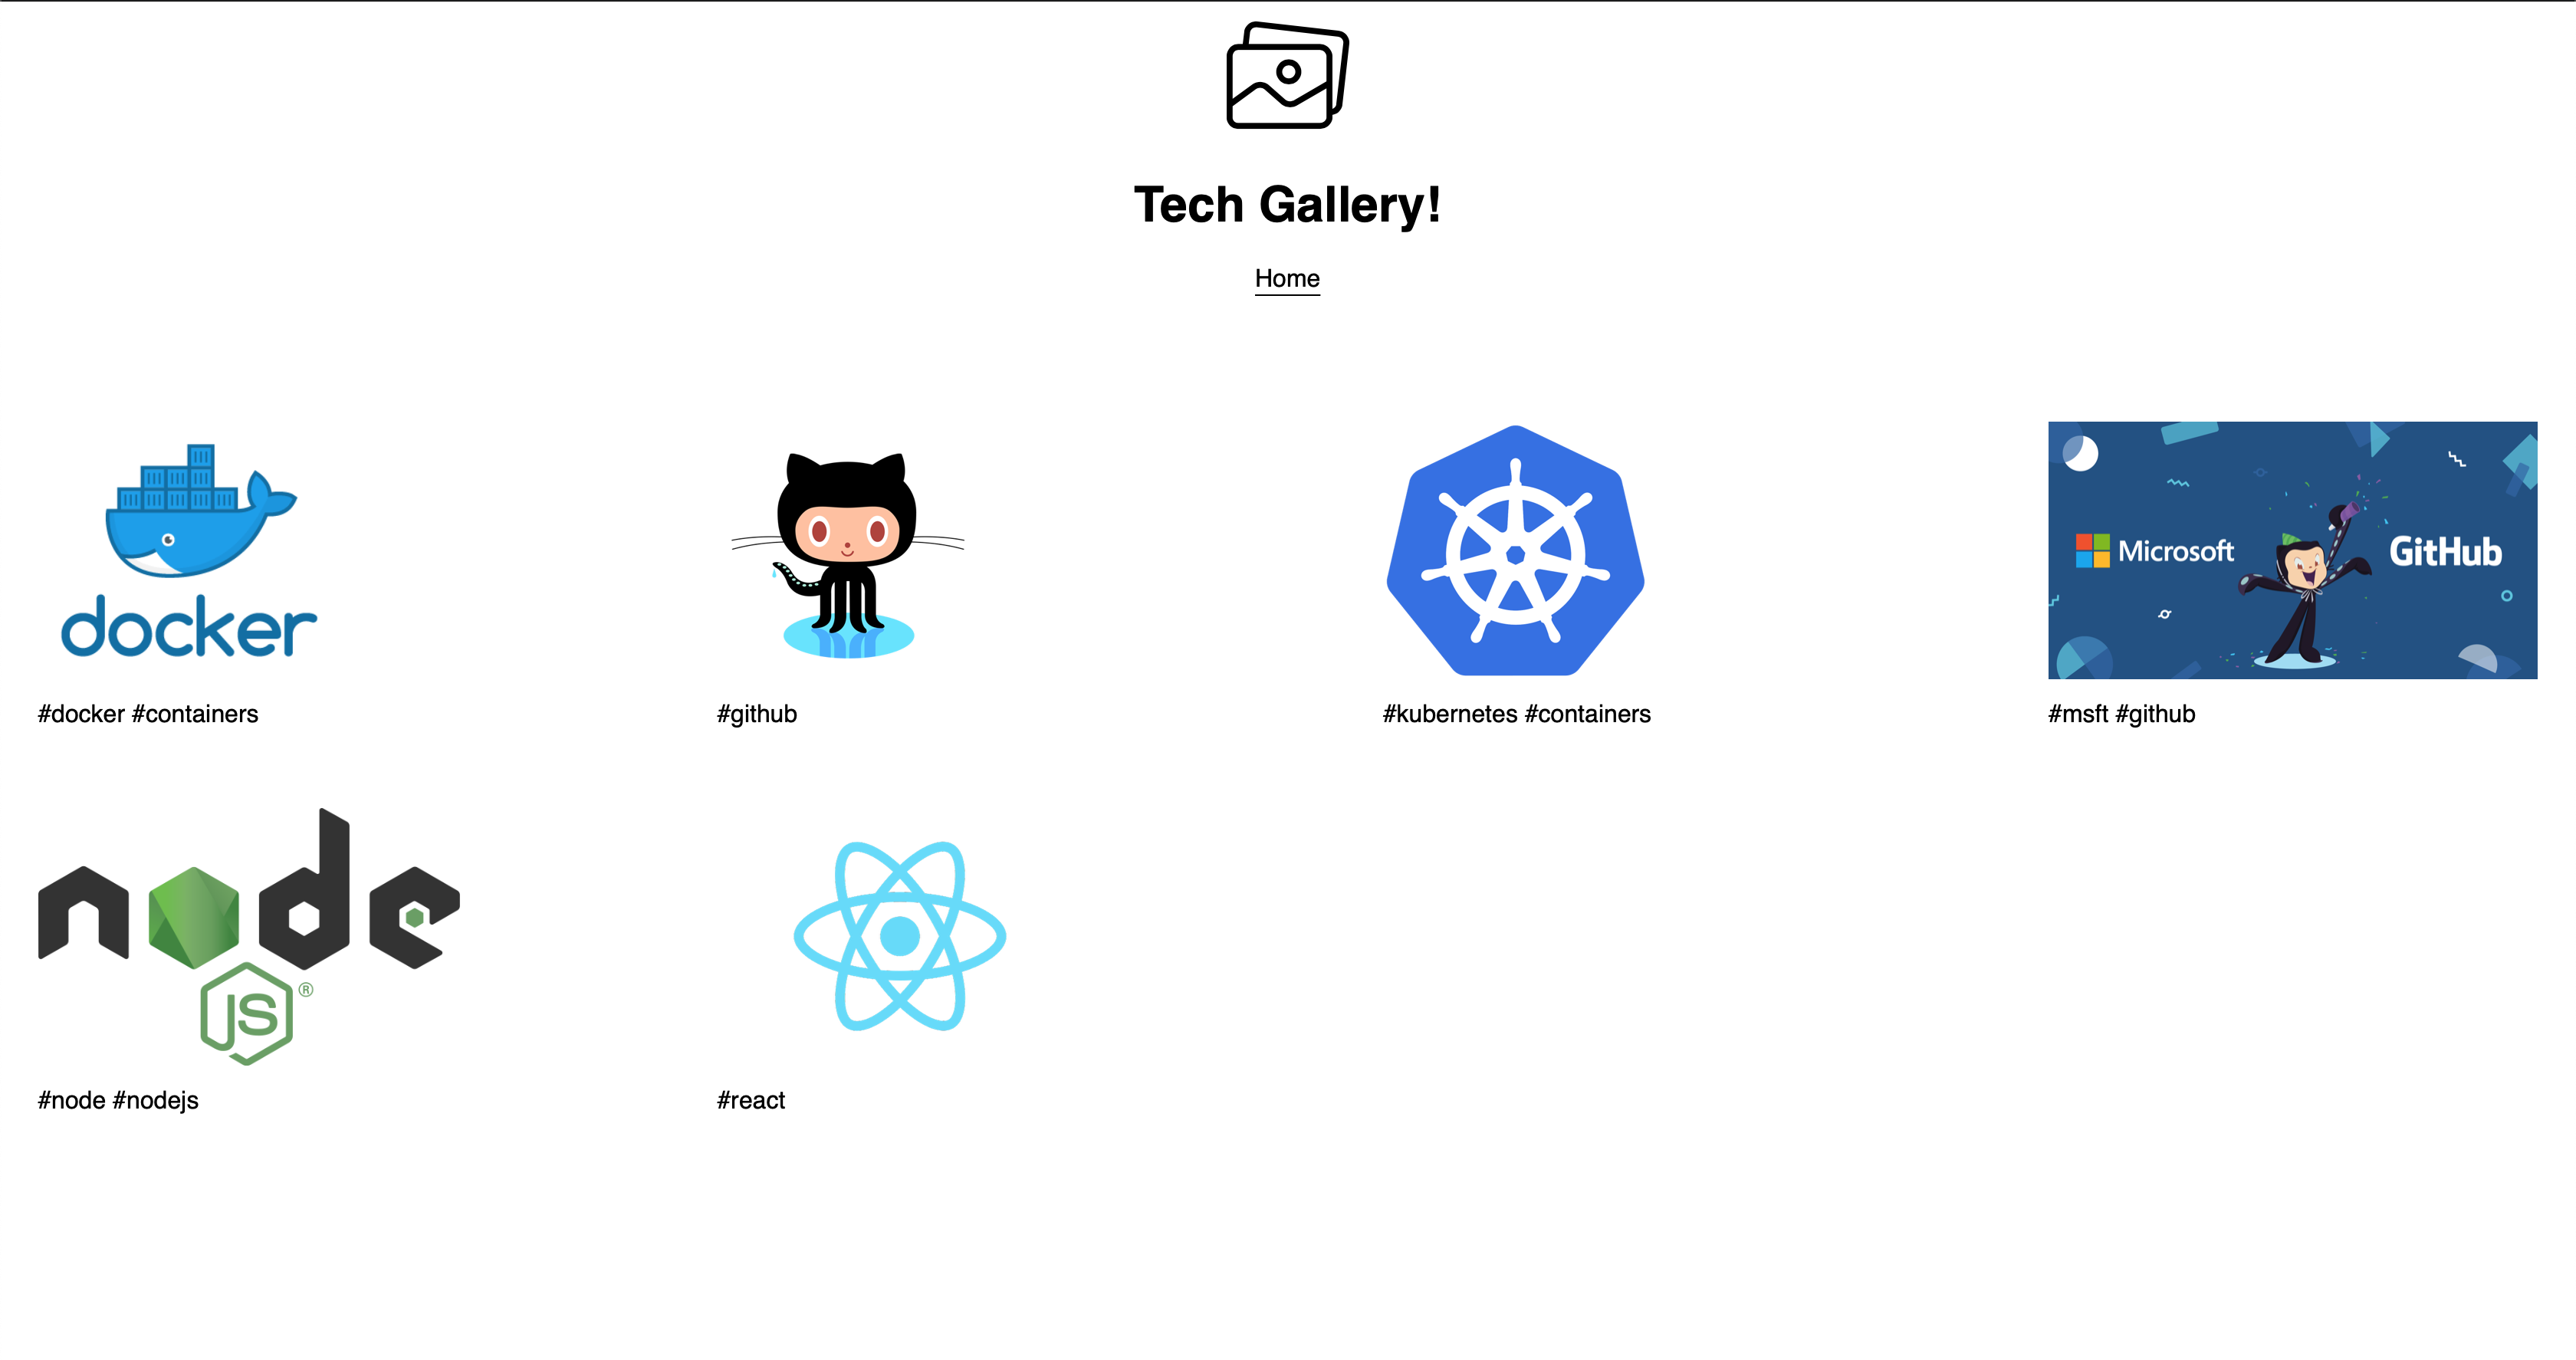 Tech Gallery!
Home
docker
#docker #containers
#github
#kubernetes #containers
Microsoft GitHub
#msft #github
node
JS®
#node #nodejs
#react